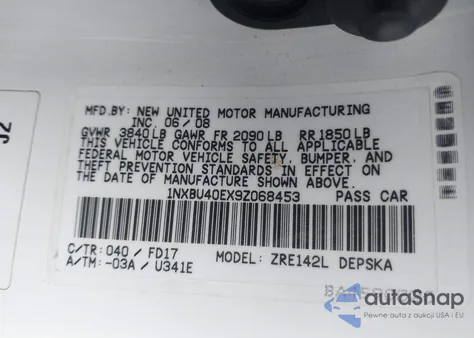 MFD.BY: NEW UNITED MOTOR MANUFACTURING
INC. 06/08
GVWR 3840LB GAWR FR 2090LB RR1850LB
THIS VEHICLE CONFORMS TO ALL APPLICABLE
FEDERAL MOTOR VEHICLE SAFETY, BUMPER, AND
THEFT PREVENTION STANDARDS IN EFFECT ON
THE DATE OF MANUFACTURE SHOWN ABOVE.
1NXBU40EX9Z068453 PASS CAR
C/TR: 040 / FD17 MODEL: ZRE142L DEPSKA
A/TM: -03A / U341E
autoSnap
Pewne auta z aukcji USA i EU